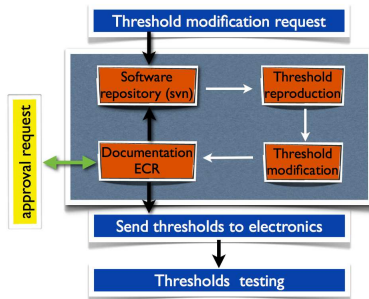 Threshold modification request
Software
repository (svn)
Threshold
reproduction
Documentation
ECR
Threshold
modification
approval request
Send thresholds to electronics
Thresholds testing